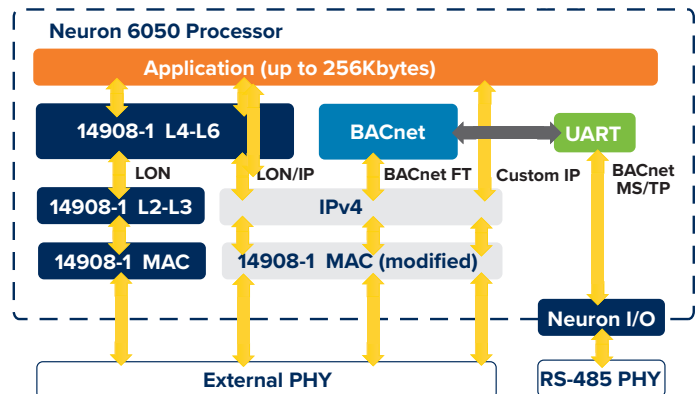 Neuron 6050 Processor
Application (up to 256Kbytes)
14908-1 L4-L6
BACnet
UART
LON
LON/IP
BACnet FT
Custom IP
BACnet
MS/TP
14908-1 L2-L3
IPv4
14908-1 MAC
14908-1 MAC (modified)
Neuron I/O
External PHY
RS-485 PHY